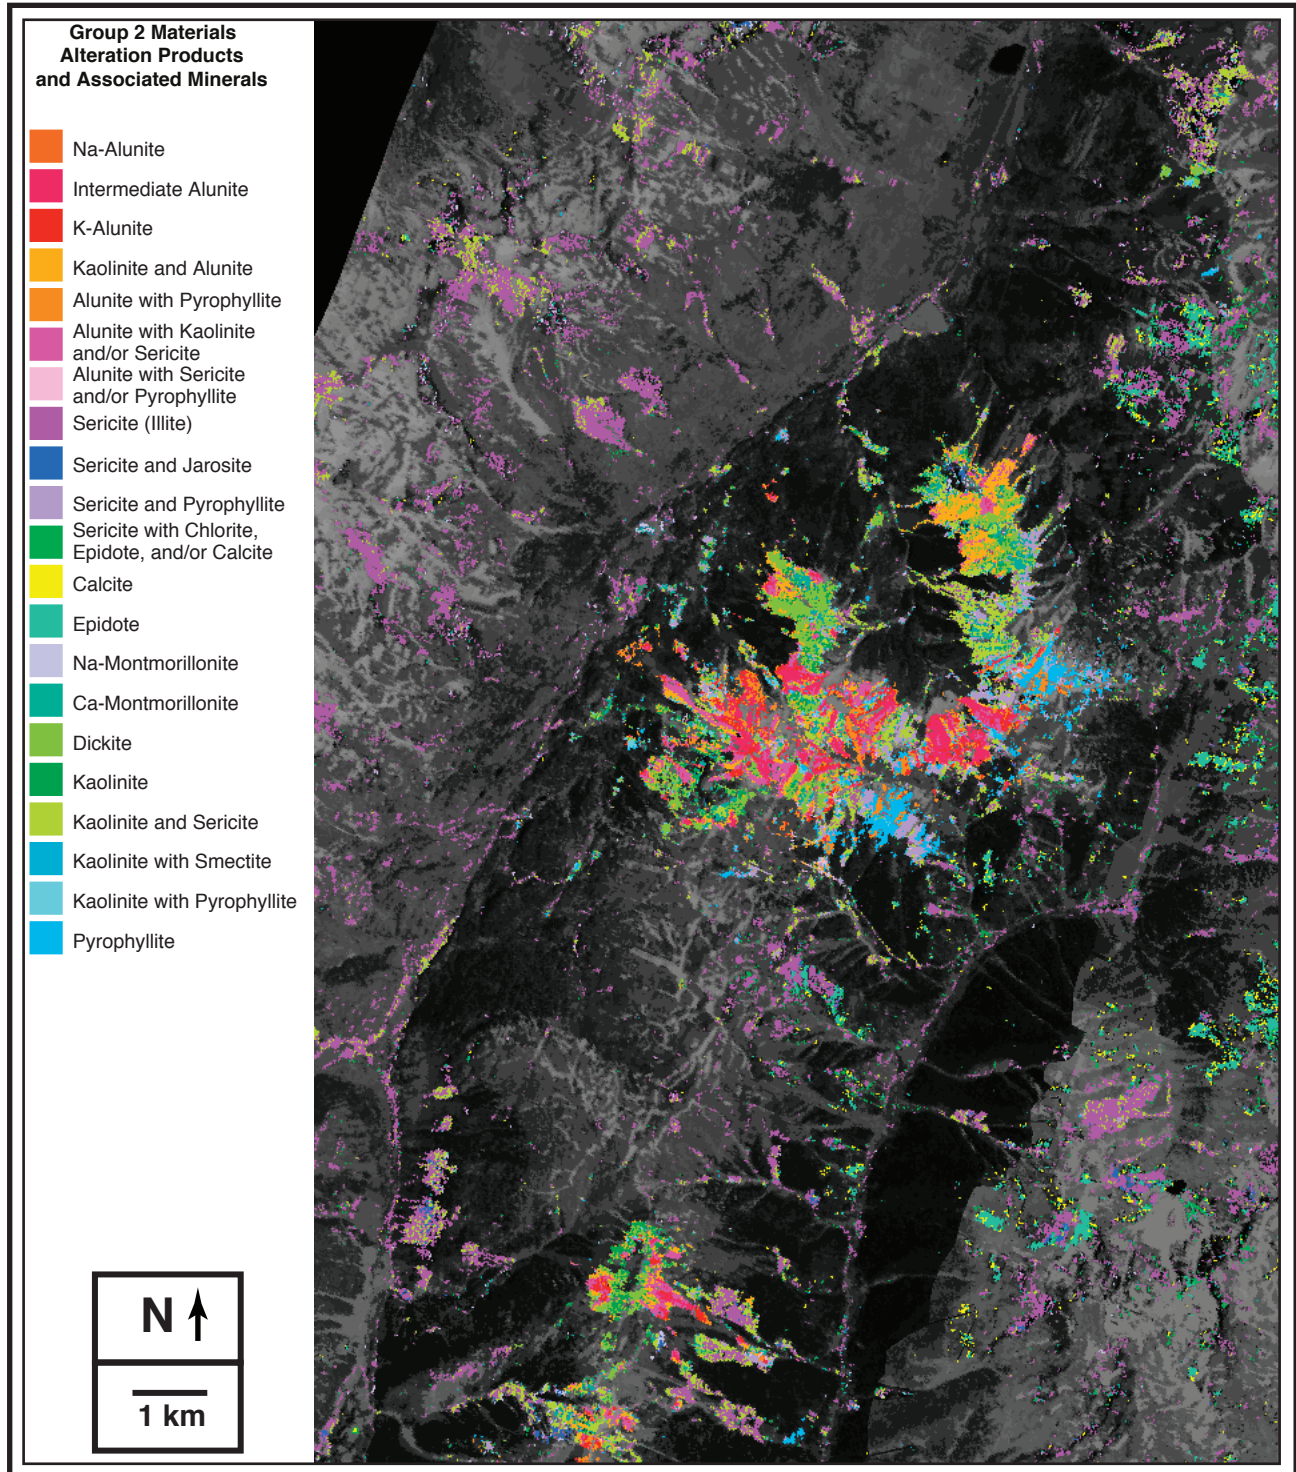 Group 2 Materials
Alteration Products
and Associated Minerals
Na-Alunite
Intermediate Alunite
K-Alunite
Kaolinite and Alunite
Alunite with Pyrophyllite
Alunite with Kaolinite
and/or Sericite
Alunite with Sericite
and/or Pyrophyllite
Sericite (Illite)
Sericite and Jarosite
Sericite and Pyrophyllite
Sericite with Chlorite,
Epidote, and/or Calcite
Calcite
Epidote
Na-Montmorillonite
Ca-Montmorillonite
Dickite
Kaolinite
Kaolinite and Sericite
Kaolinite with Smectite
Kaolinite with Pyrophyllite
Pyrophyllite
N
1 km